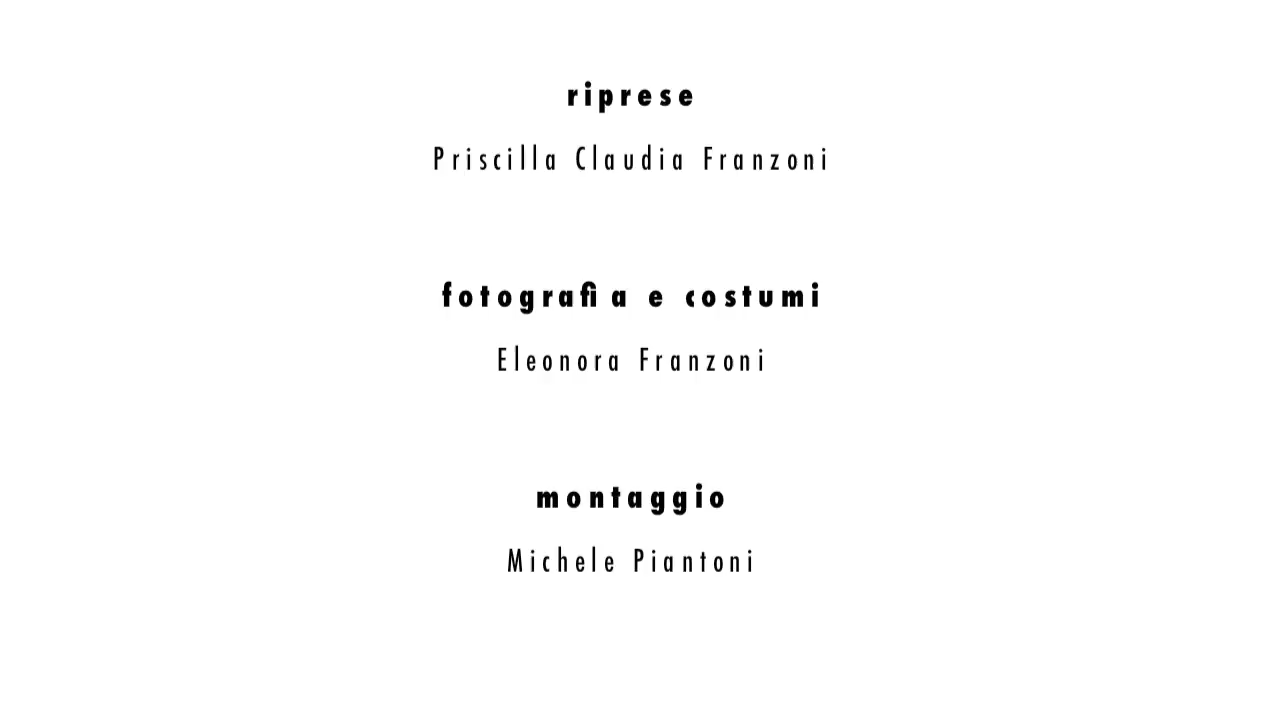 riprese
Priscilla Claudia Franzoni
fotografia e costumi
Eleonora Franzoni
montaggio
Michele Piantoni